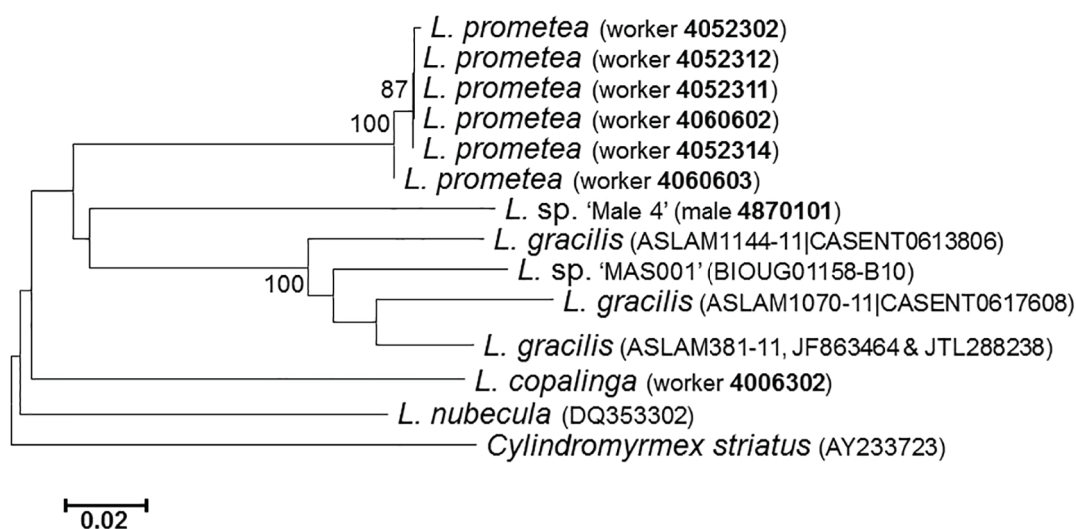 L. prometea (worker 4052302)
L. prometea (worker 4052312)
87 L. prometea (worker 4052311)
100 L. prometea (worker 4060602)
L. prometea (worker 4052314)
L. prometea (worker 4060603)
L. sp. ‘Male 4’ (male 4870101)
L. gracilis (ASLAM1144-11|CASENT0613806)
100 L. sp. ‘MAS001’ (BIOUG01158-B10)
L. gracilis (ASLAM1070-11|CASENT0617608)
L. gracilis (ASLAM381-11, JF863464 & JTL288238)
L. copalinga (worker 4006302)
L. nubecula (DQ353302)
Cylindromyrmex striatus (AY233723)
0.02